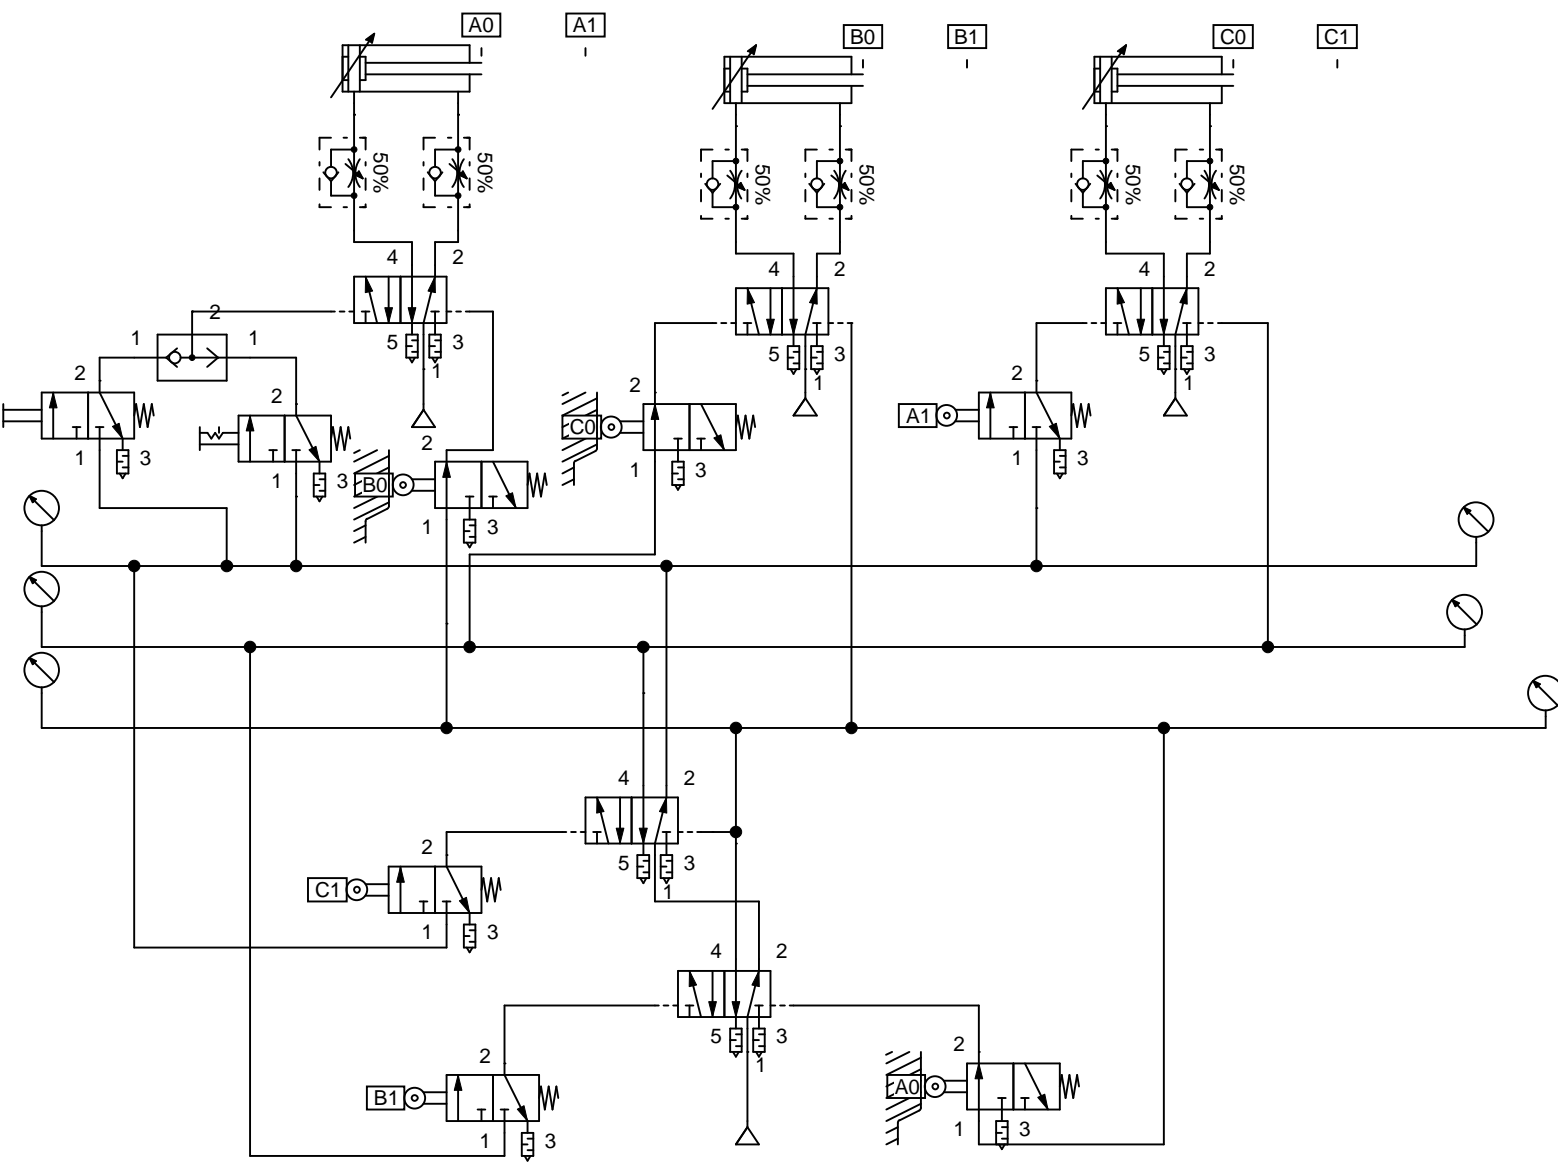 A0 A1 B0 B1 C0 C1
50% 50% 50% 50% 50% 50%
4 2 4 2 4 2
2
1 1 5 3 5 3 5 3
1 1 1
2 2 2 2
A1
2 C0
1 3 1 3 B0 1 3 1 3
1 3
4 2
2 5 3
C1 1
1 3 4 2
5 3
2 1 2
B1 A0
1 3 1 3